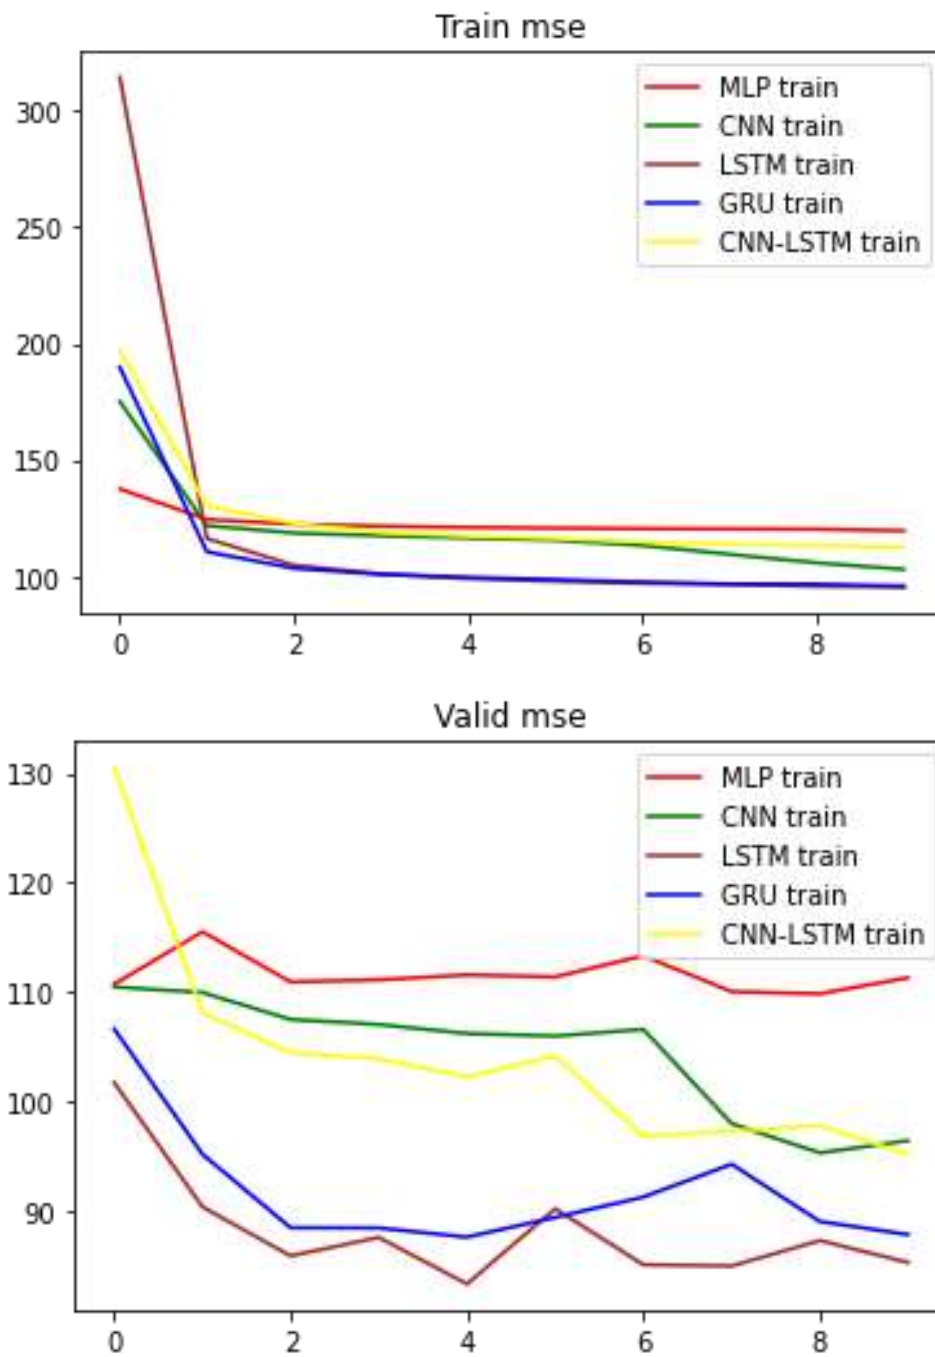 Train mse
300
250
200
150
100
0 2 4 6 8
MLP train
CNN train
LSTM train
GRU train
CNN-LSTM train
Valid mse
130
120
110
100
90
0 2 4 6 8
MLP train
CNN train
LSTM train
GRU train
CNN-LSTM train